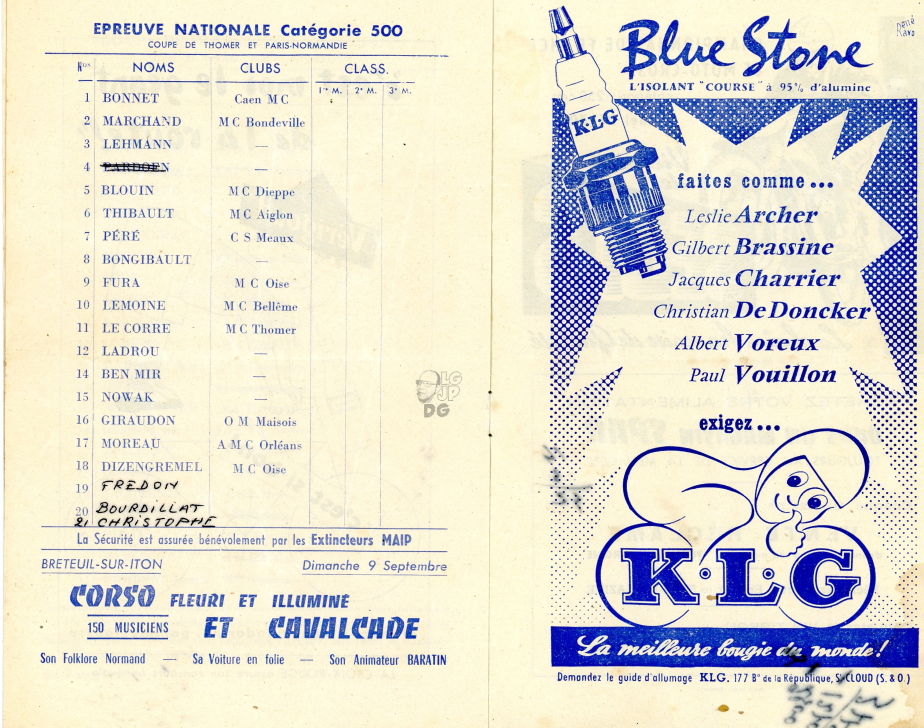 EPREUVE NATIONALE Catégorie 500
COUPE DE THOMER ET PARIS-NORMANDIE
Nos NOMS CLUBS CLASS.
1re M. 2e M. 3e M.
1 BONNET Caen M C
2 MARCHAND M C Bondeville
3 LEHMANN —
4 PARDOEN —
5 BLOUIN M C Dieppe
6 THIBAULT M C Aiglon
7 PÉRÉ C S Meaux
8 BONGIBAULT —
9 FURA M C Oise
10 LEMOINE M C Bellême
11 LE CORRE M C Thomer
12 LADROU —
14 BEN MIR —
15 NOWAK —
16 GIRAUDON O M Maisois
17 MOREAU A M C Orléans
18 DIZENGREMEL M C Oise
19 FREDON
20 BOURDILLAT
21 CHRISTOPHE
La Sécurité est assurée bénévolement par les Extincteurs MAIP
BRETEUIL-SUR-ITON Dimanche 9 Septembre
CORSO FLEURI ET ILLUMINÉ
150 MUSICIENS ET CAVALCADE
Son Folklore Normand — Sa Voiture en folie — Son Animateur BARATIN
LG
JP
DG
Blue Stone
L'ISOLANT "COURSE" à 95% d'alumine
K·L·G
faites comme...
Leslie Archer
Gilbert Brassine
Jacques Charrier
Christian De Doncker
Albert Voreux
Paul Vouillon
exigez...
K·L·G
La meilleure bougie du monde!
Demandez le guide d'allumage KLG. 177 Bd de la République, St CLOUD (S. & O.)